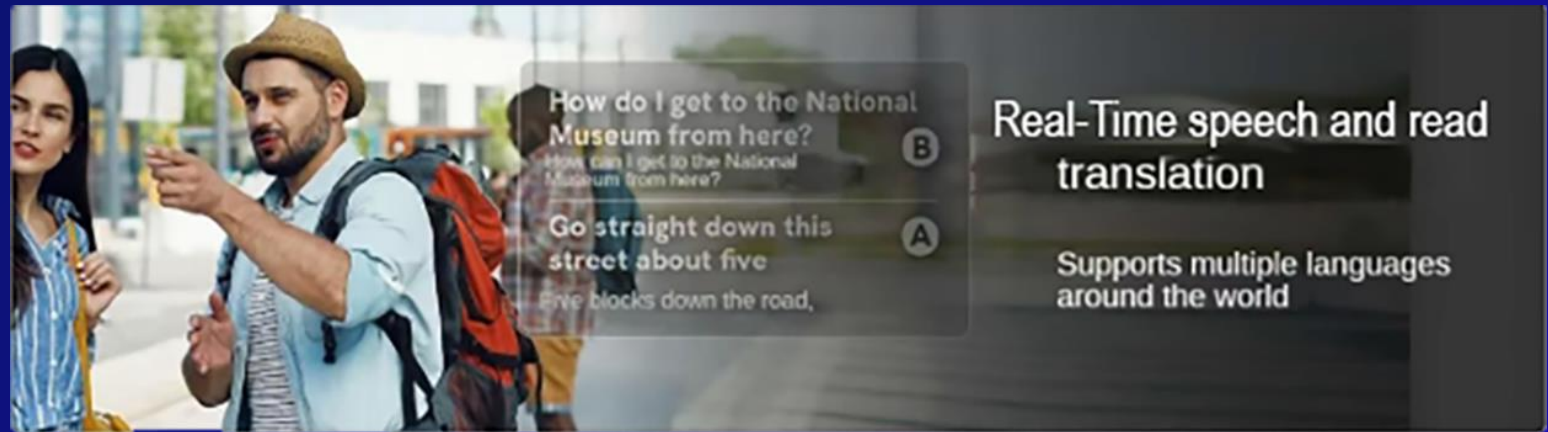 How do I get to the National
Museum from here?
How can I get to the National
Museum from here?
B
Go straight down this
street about five
A
Five blocks down the road,
Real-Time speech and read
translation
Supports multiple languages
around the world